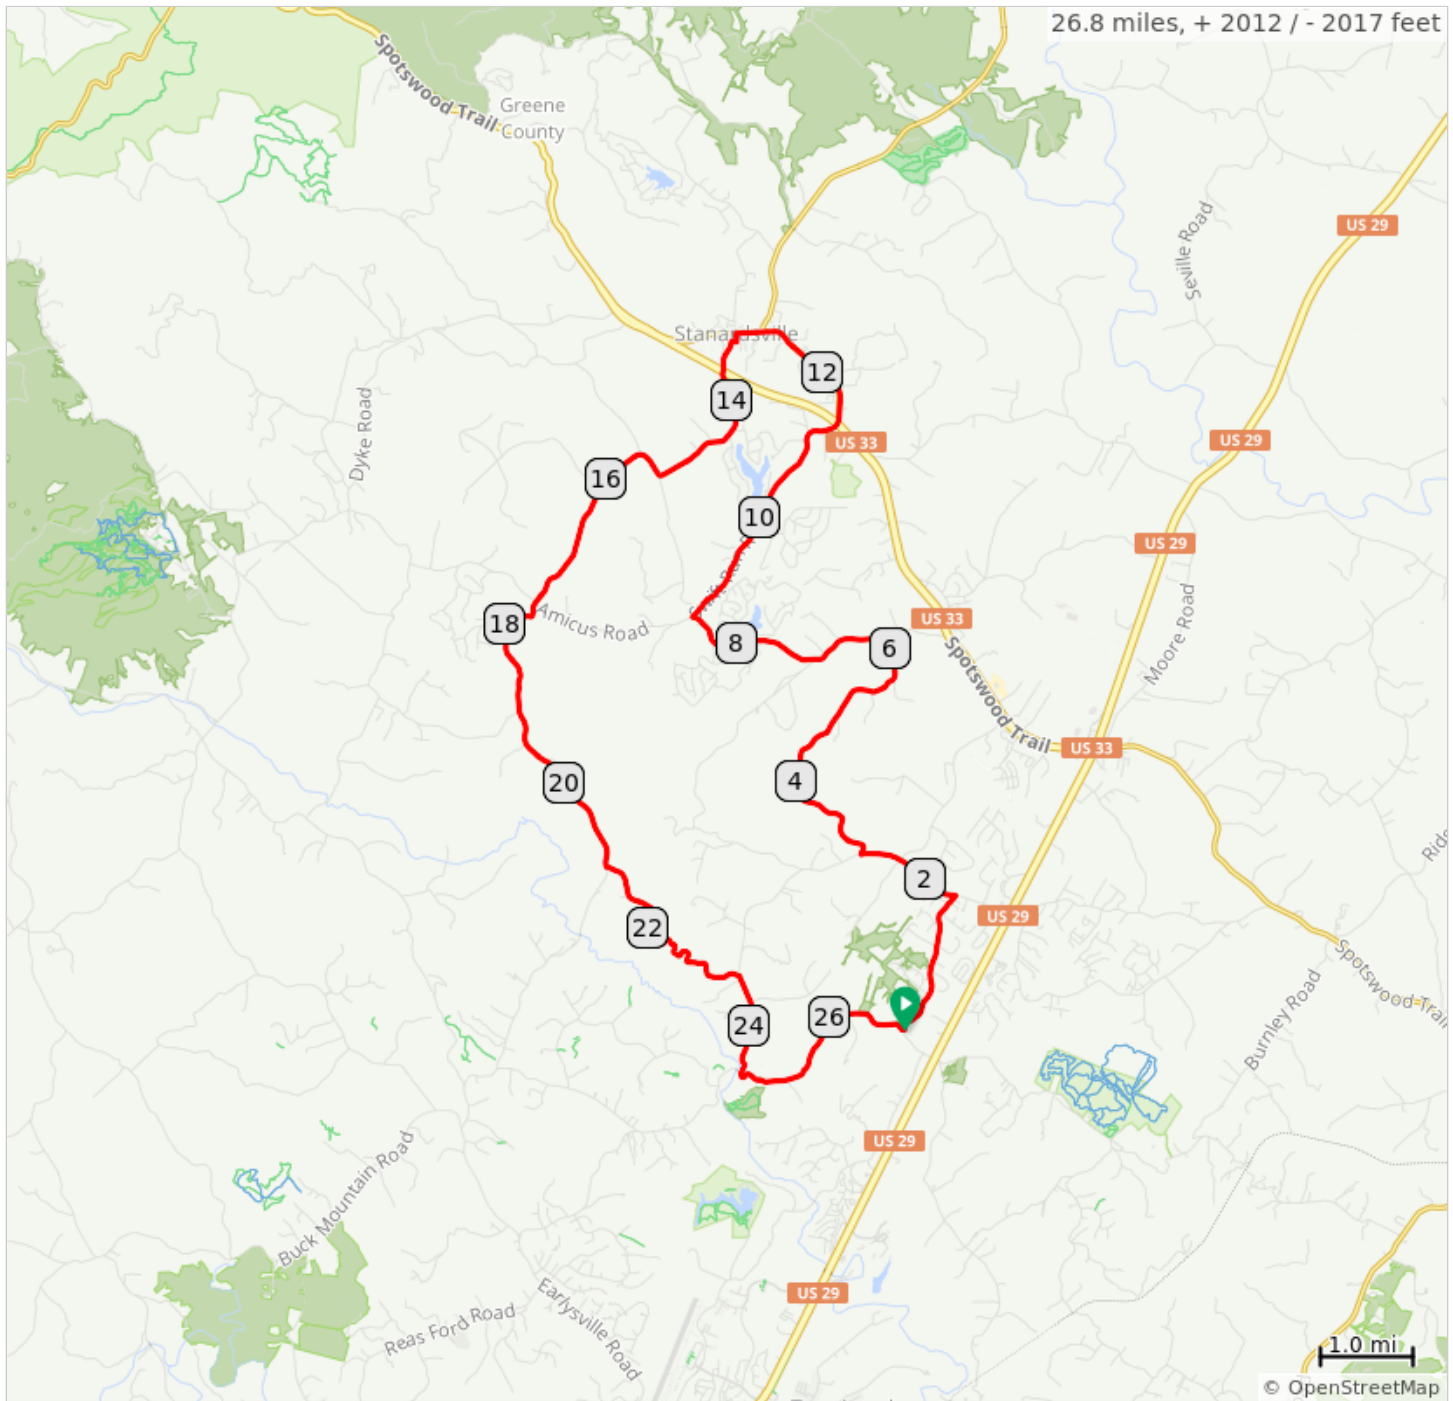 26.8 miles, + 2012 / - 2017 feet
Spotswood Trail
Greene
County
US 29
Seville Road
Stanardsville
12
14
US 33
US 29
Dyke Road
16
10
US 29
Swift Run
18
Amicus Road
8
6
US 33
Moore Road
Spotswood Trail
US 33
20
4
2
US 29
22
Spotswood Trail
Burnley Road
24
26
US 29
Buck Mountain Road
US 29
Earlysville Road
Reas Ford Road
1.0 mi
© OpenStreetMap